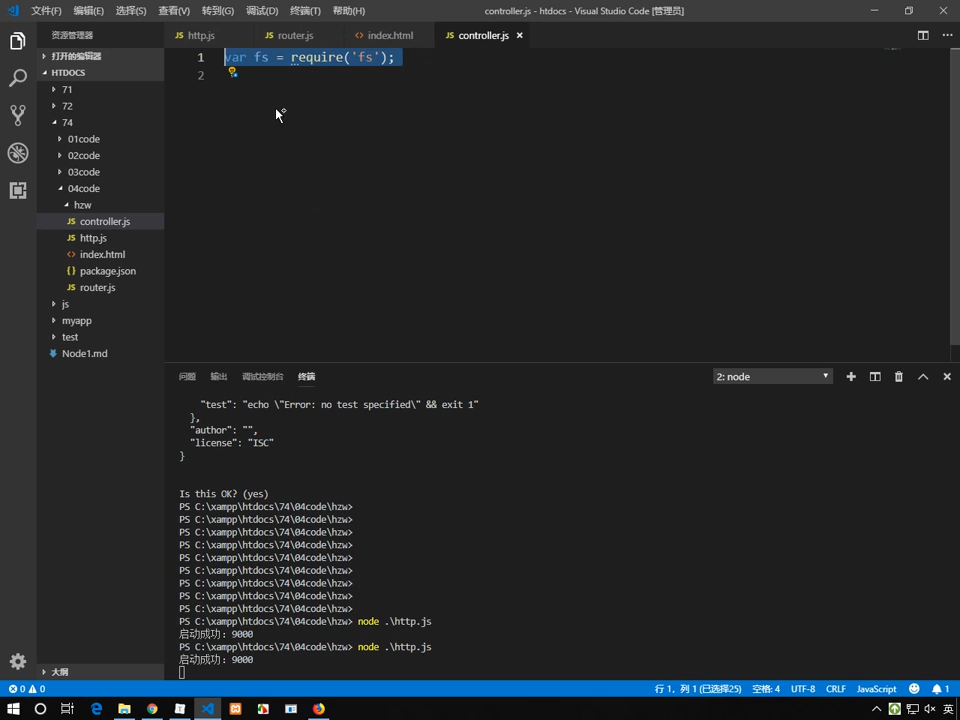 文件(F) 编辑(E) 选择(S) 查看(V) 转到(G) 调试(D) 终端(T) 帮助(H) controller.js - htdocs - Visual Studio Code [管理员]
资源管理器
打开的编辑器
HTDOCS
71
72
74
01code
02code
03code
04code
hzw
controller.js
http.js
index.html
package.json
router.js
js
myapp
test
Node1.md
大纲
http.js router.js index.html controller.js
1 var fs = require('fs');
2
问题 输出 调试控制台 终端 2: node
"test": "echo \"Error: no test specified\" && exit 1"
},
"author": "",
"license": "ISC"
}
Is this OK? (yes)
PS C:\xampp\htdocs\74\04code\hzw>
PS C:\xampp\htdocs\74\04code\hzw>
PS C:\xampp\htdocs\74\04code\hzw>
PS C:\xampp\htdocs\74\04code\hzw>
PS C:\xampp\htdocs\74\04code\hzw>
PS C:\xampp\htdocs\74\04code\hzw>
PS C:\xampp\htdocs\74\04code\hzw>
PS C:\xampp\htdocs\74\04code\hzw>
PS C:\xampp\htdocs\74\04code\hzw>
PS C:\xampp\htdocs\74\04code\hzw> node .\http.js
启动成功: 9000
PS C:\xampp\htdocs\74\04code\hzw> node .\http.js
启动成功: 9000
0 0 行 1, 列 1 (已选择25) 空格: 4 UTF-8 CRLF JavaScript 1
英